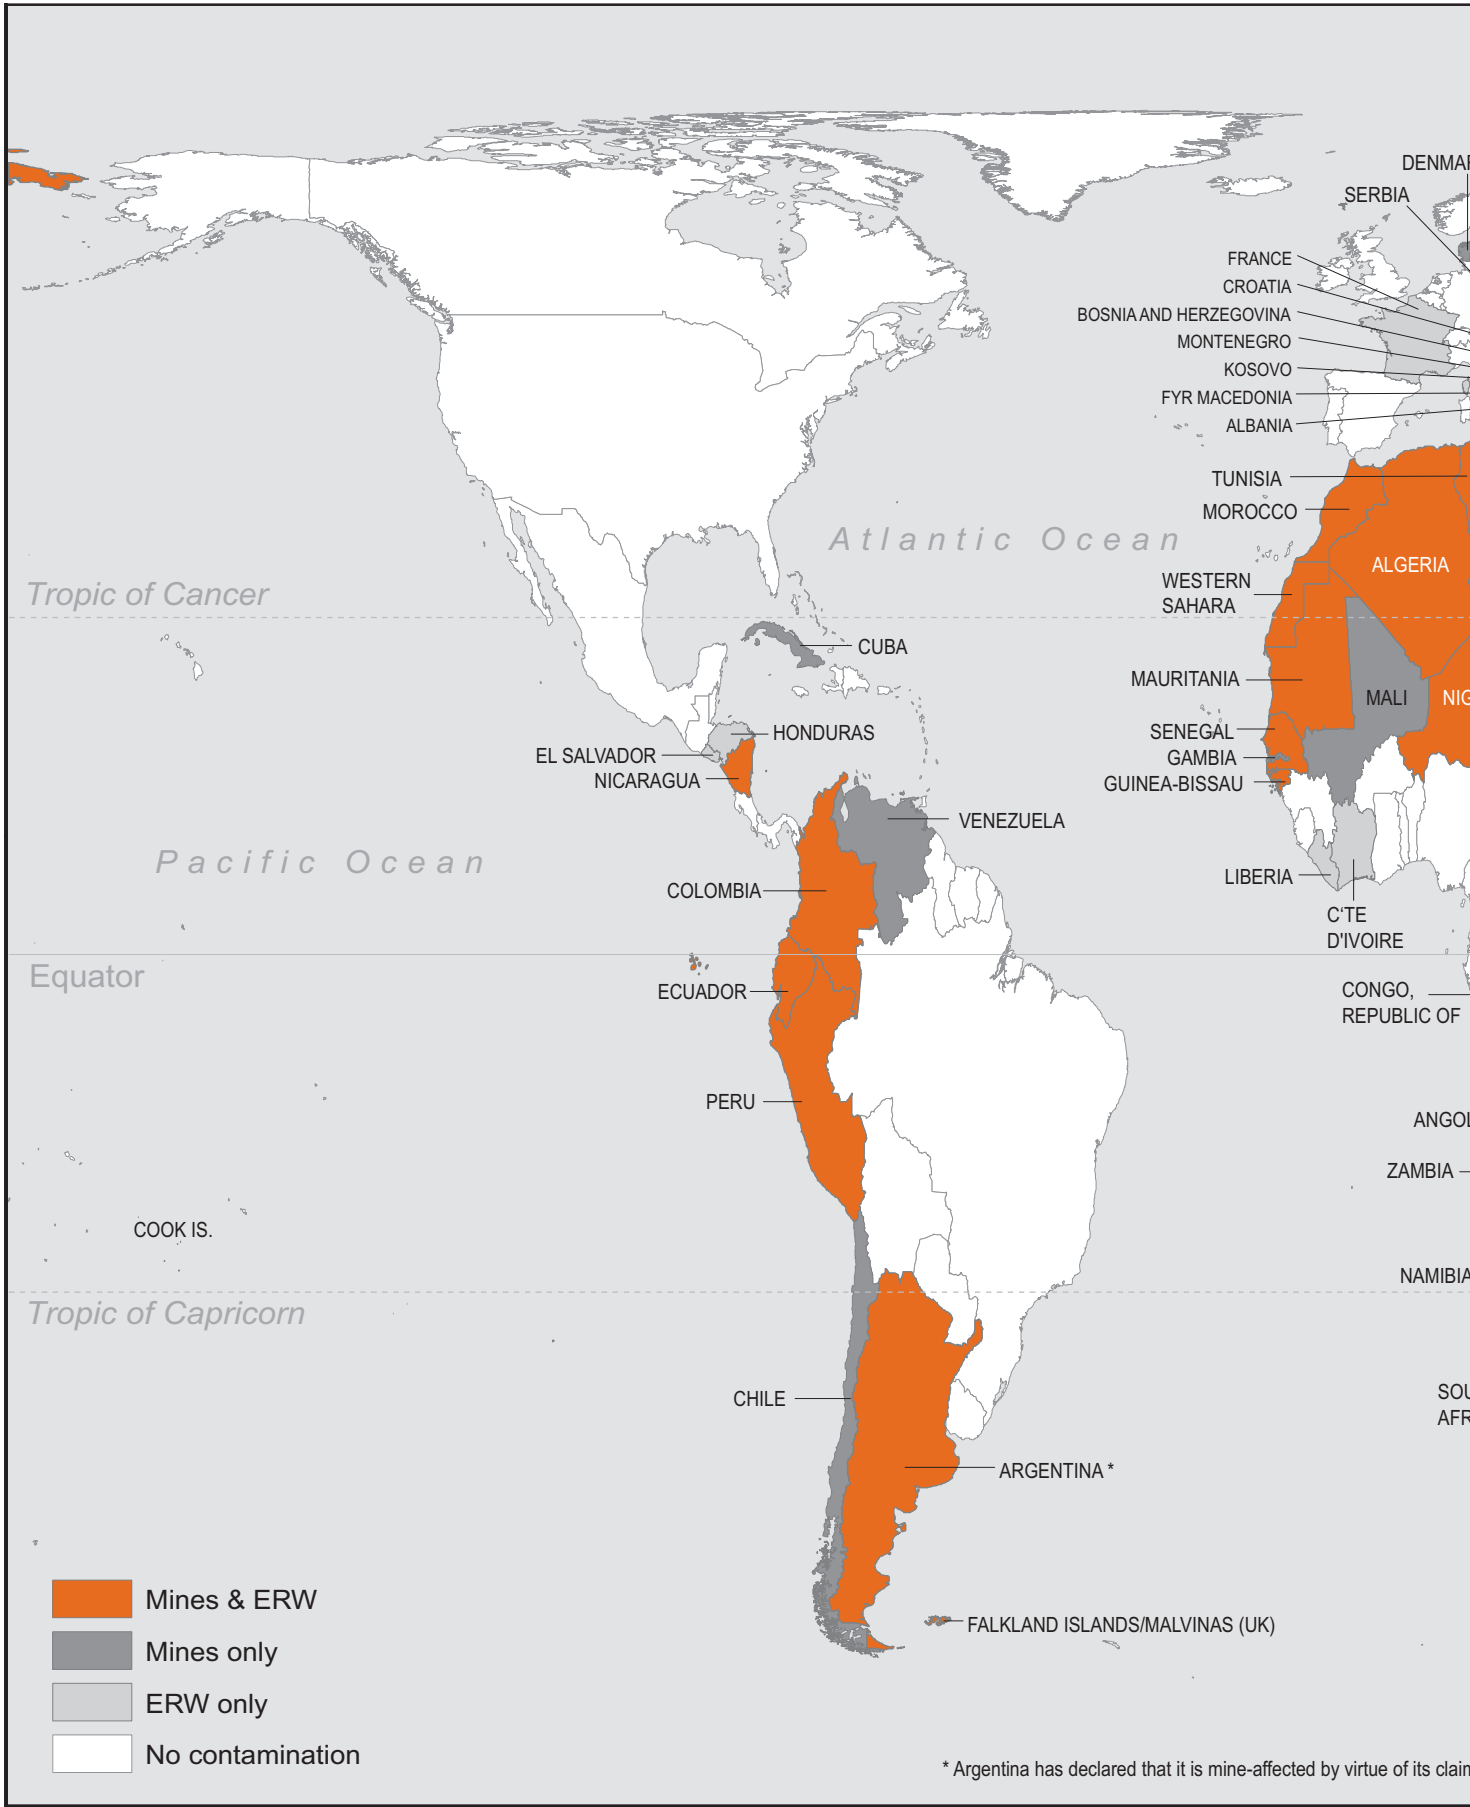 DENMAR
SERBIA
FRANCE
CROATIA
BOSNIA AND HERZEGOVINA
MONTENEGRO
KOSOVO
FYR MACEDONIA
ALBANIA
TUNISIA
MOROCCO
Atlantic Ocean
ALGERIA
WESTERN
SAHARA
Tropic of Cancer
CUBA
MAURITANIA
MALI
NIG
HONDURAS
SENEGAL
EL SALVADOR
GAMBIA
NICARAGUA
GUINEA-BISSAU
VENEZUELA
Pacific Ocean
LIBERIA
COLOMBIA
C'TE
D'IVOIRE
Equator
ECUADOR
CONGO,
REPUBLIC OF
PERU
ANGOL
ZAMBIA
COOK IS.
NAMIBIA
Tropic of Capricorn
CHILE
SOU
AFR
ARGENTINA *
Mines & ERW
FALKLAND ISLANDS/MALVINAS (UK)
Mines only
ERW only
No contamination
* Argentina has declared that it is mine-affected by virtue of its claim